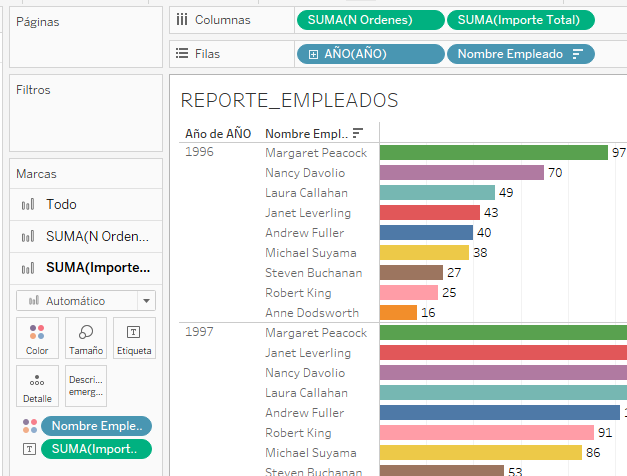 Páginas
Columnas
SUMA(N Ordenes)
SUMA(Importe Total)
Filas
AÑO(AÑO)
Nombre Empleado
Filtros
REPORTE_EMPLEADOS
Año de AÑO
Nombre Empl..
1996
Margaret Peacock
97
Nancy Davolio
70
Laura Callahan
49
Janet Leverling
43
Andrew Fuller
40
Michael Suyama
38
Steven Buchanan
27
Robert King
25
Anne Dodsworth
16
1997
Margaret Peacock
Janet Leverling
Nancy Davolio
Laura Callahan
Andrew Fuller
Robert King
91
Michael Suyama
86
Steven Buchanan
53
Marcas
Todo
SUMA(N Orden...
SUMA(Importe...
Automático
Color
Tamaño
Etiqueta
Detalle
Descri...
emerg...
Nombre Emple..
SUMA(Import..